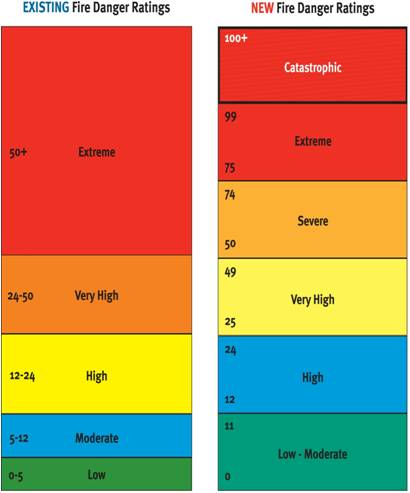 EXISTING Fire Danger Ratings
50+ Extreme
24-50 Very High
12-24 High
5-12 Moderate
0-5 Low
NEW Fire Danger Ratings
100+
Catastrophic
99
Extreme
75
74
Severe
50
49
Very High
25
24
High
12
11
Low - Moderate
0